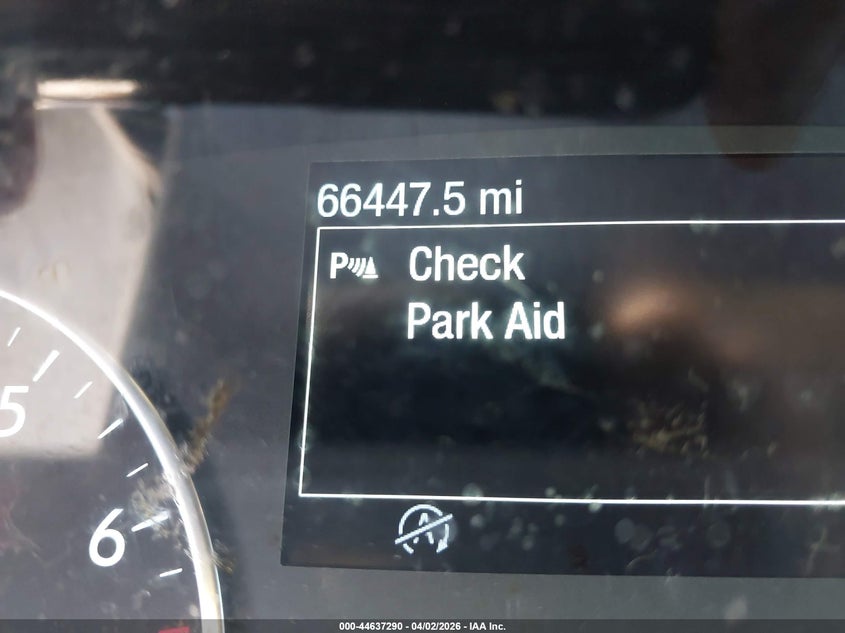 66447.5 mi
P Check
Park Aid
5
6
A
000-44637290 - 04/02/2026 - IAA Inc.